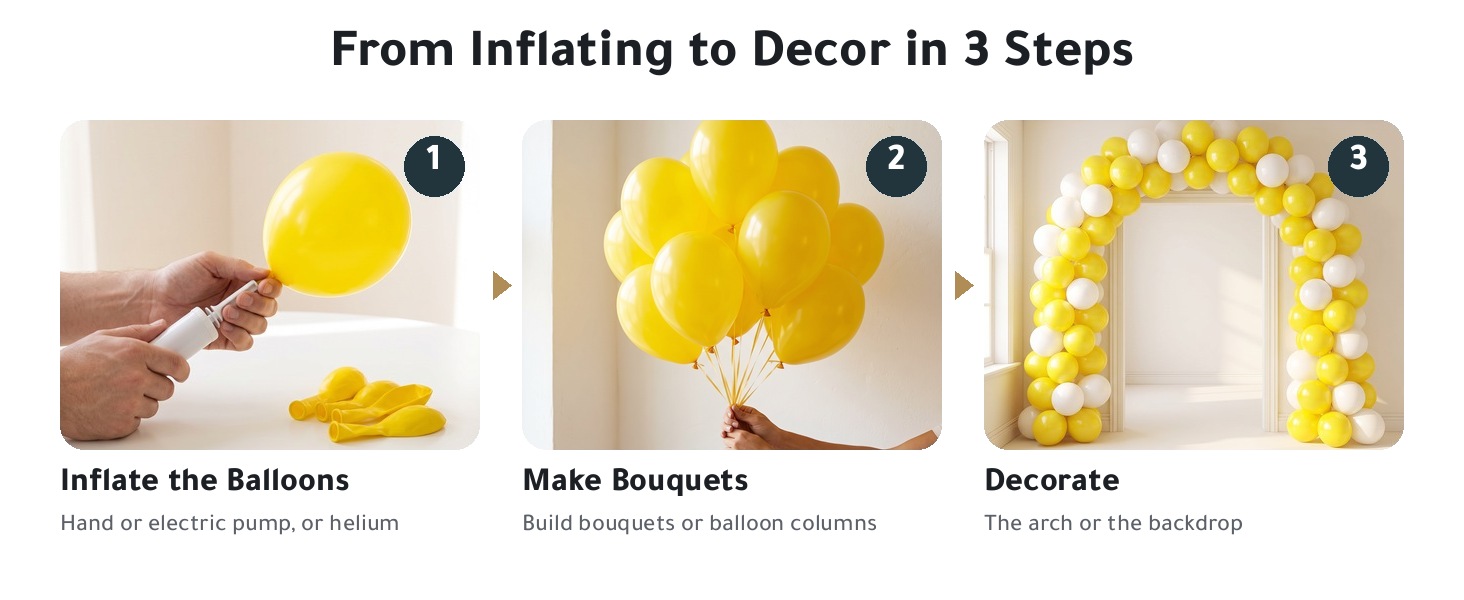 From Inflating to Decor in 3 Steps
1
2
3
Inflate the Balloons
Hand or electric pump, or helium
Make Bouquets
Build bouquets or balloon columns
Decorate
The arch or the backdrop